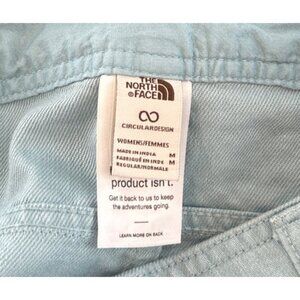 THE
NORTH
FACE
CIRCULARDESIGN
WOMENS/FEMMES
MADE IN INDIA M
FABRIQUÉ EN INDE M
REGULAR/NORMALE
product isn't.
Get it back to us to keep
the adventures going.
LEARN MORE ON BACK